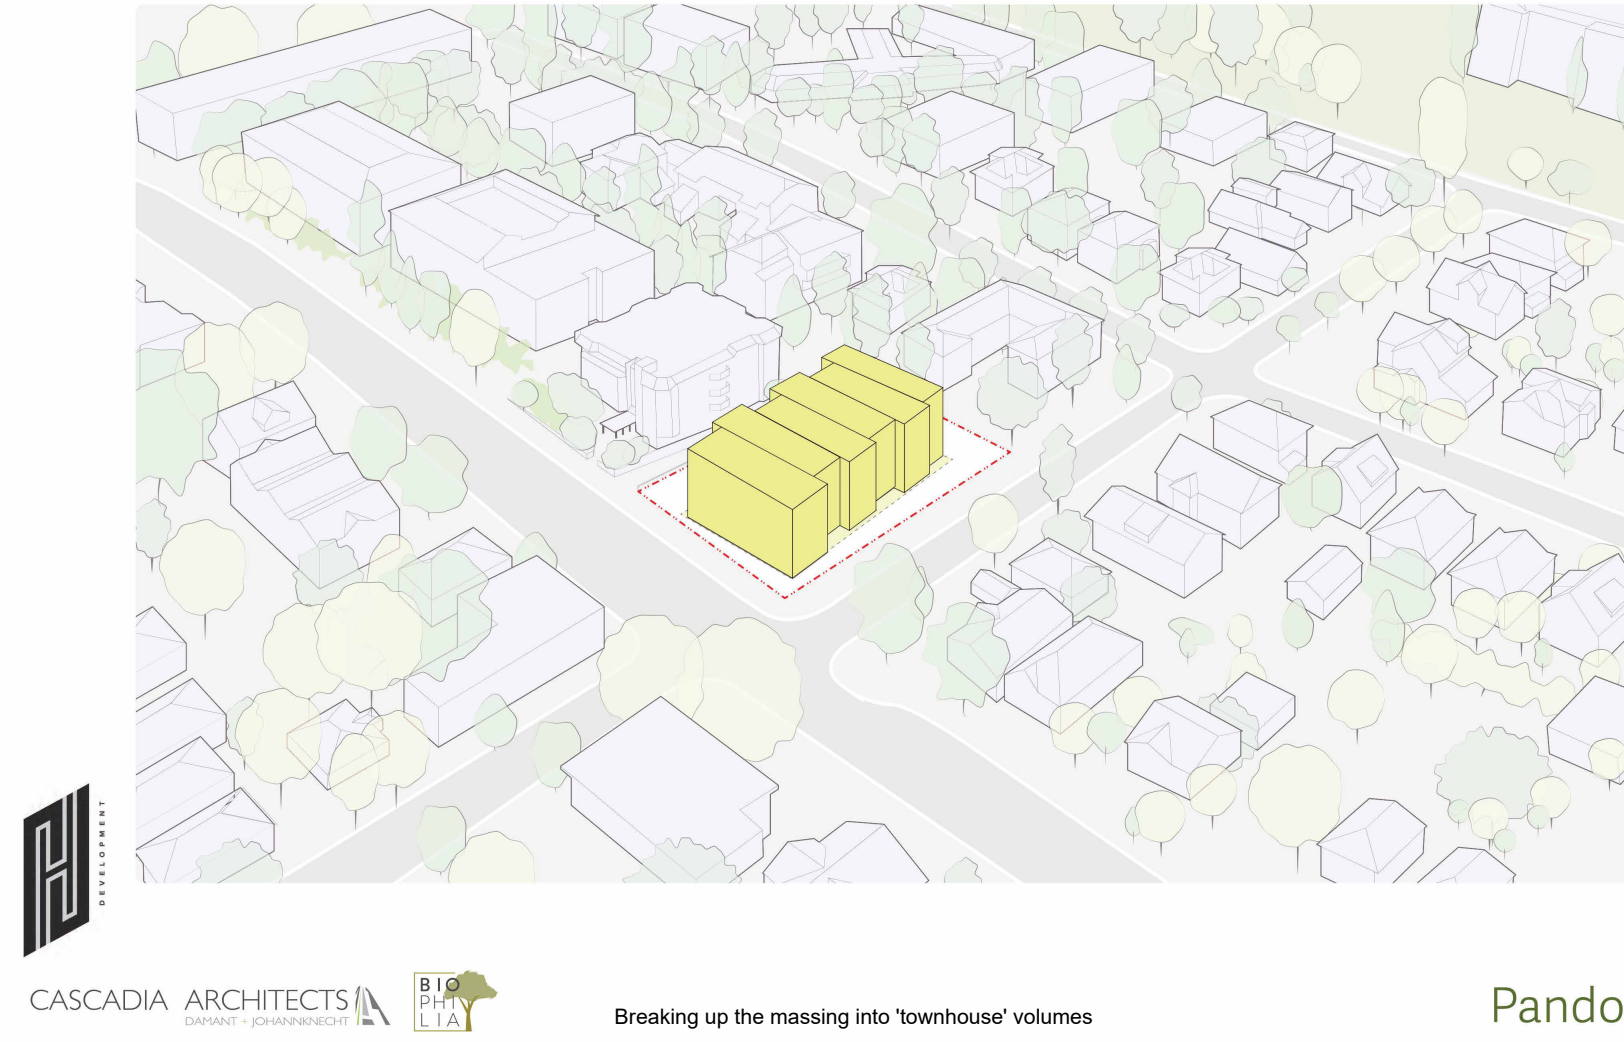 DEVELOPMENT
CASCADIA ARCHITECTS
DAMANT + JOHANNKNECHT
BIO
PHI
LIA
Breaking up the massing into 'townhouse' volumes
Pando